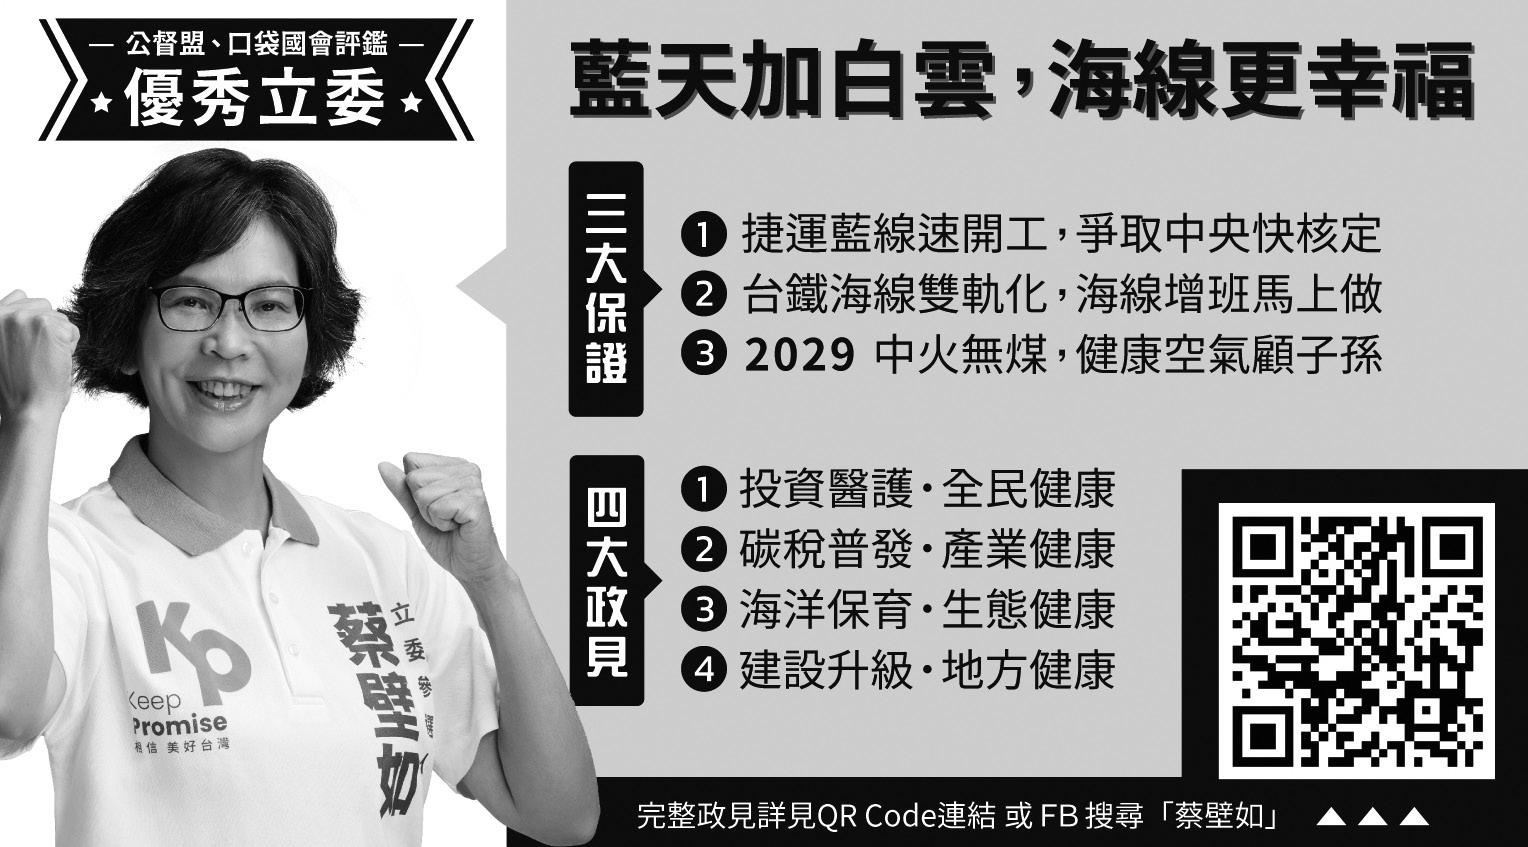 — 公督盟、口袋國會評鑑 —
優秀立委
藍天加白雲，海線更幸福
三大保證
1 捷運藍線速開工，爭取中央快核定
2 台鐵海線雙軌化，海線增班馬上做
3 2029 中火無煤，健康空氣顧子孫
四大政見
1 投資醫護·全民健康
2 碳稅普發·產業健康
3 海洋保育·生態健康
4 建設升級·地方健康
KP
Keep
Promise
相信 美好台灣
立委參選人
蔡壁如
完整政見詳見QR Code連結 或 FB 搜尋「蔡壁如」